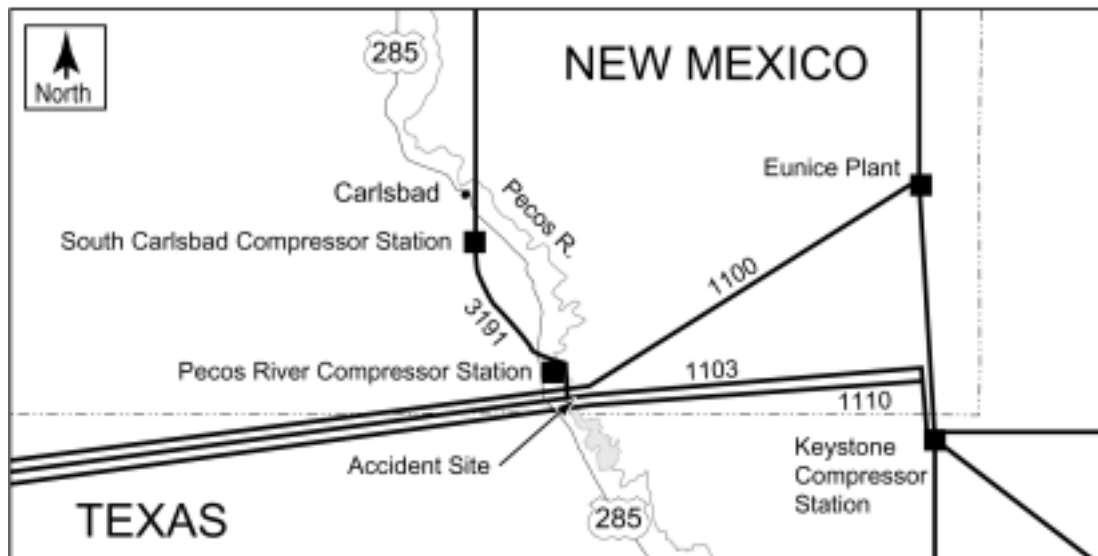 285
NEW MEXICO
North
Eunice Plant
Carlsbad
Pecos R.
South Carlsbad Compressor Station
1100
3191
Pecos River Compressor Station
1103
1110
Accident Site
Keystone
Compressor
Station
TEXAS
285